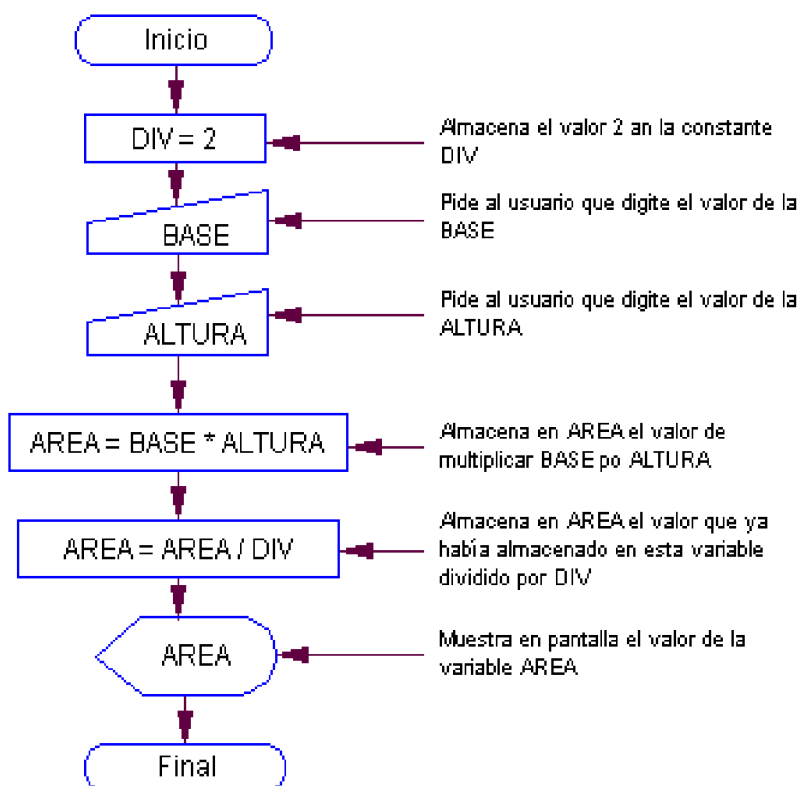 Inicio
DIV = 2
Almacena el valor 2 an la constante
DIV
BASE
Pide al usuario que digite el valor de la
BASE
ALTURA
Pide al usuario que digite el valor de la
ALTURA
AREA = BASE * ALTURA
Almacena en AREA el valor de
multiplicar BASE po ALTURA
AREA = AREA / DIV
Almacena en AREA el valor que ya
había almacenado en esta variable
dividido por DIV
AREA
Muestra en pantalla el valor de la
variable AREA
Final